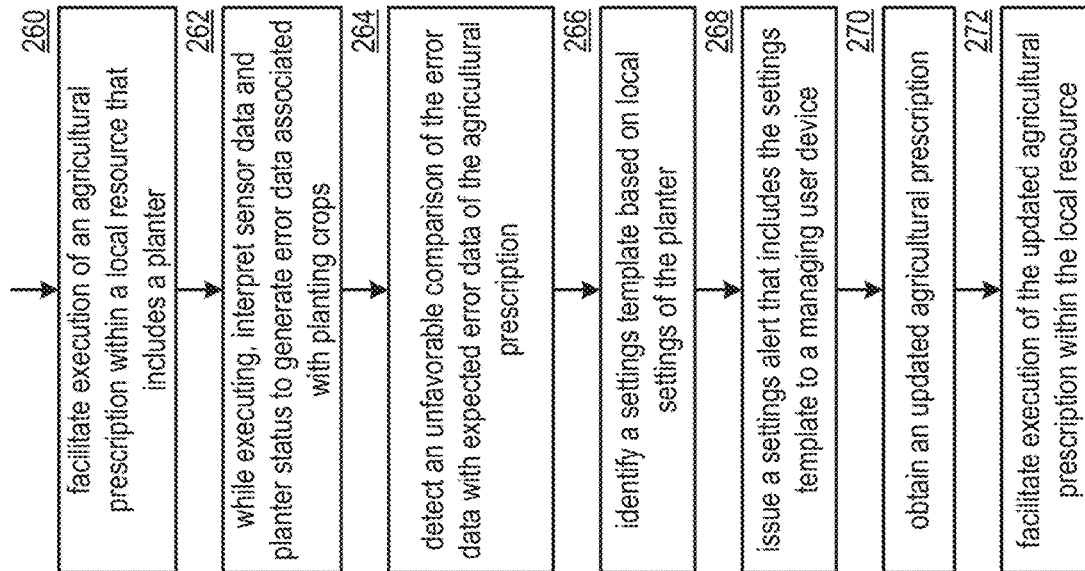 260
facilitate execution of an agricultural
prescription within a local resource that
includes a planter
262
while executing, interpret sensor data and
planter status to generate error data associated
with planting crops
264
detect an unfavorable comparison of the error
data with expected error data of the agricultural
prescription
266
identify a settings template based on local
settings of the planter
268
issue a settings alert that includes the settings
template to a managing user device
270
obtain an updated agricultural prescription
272
facilitate execution of the updated agricultural
prescription within the local resource